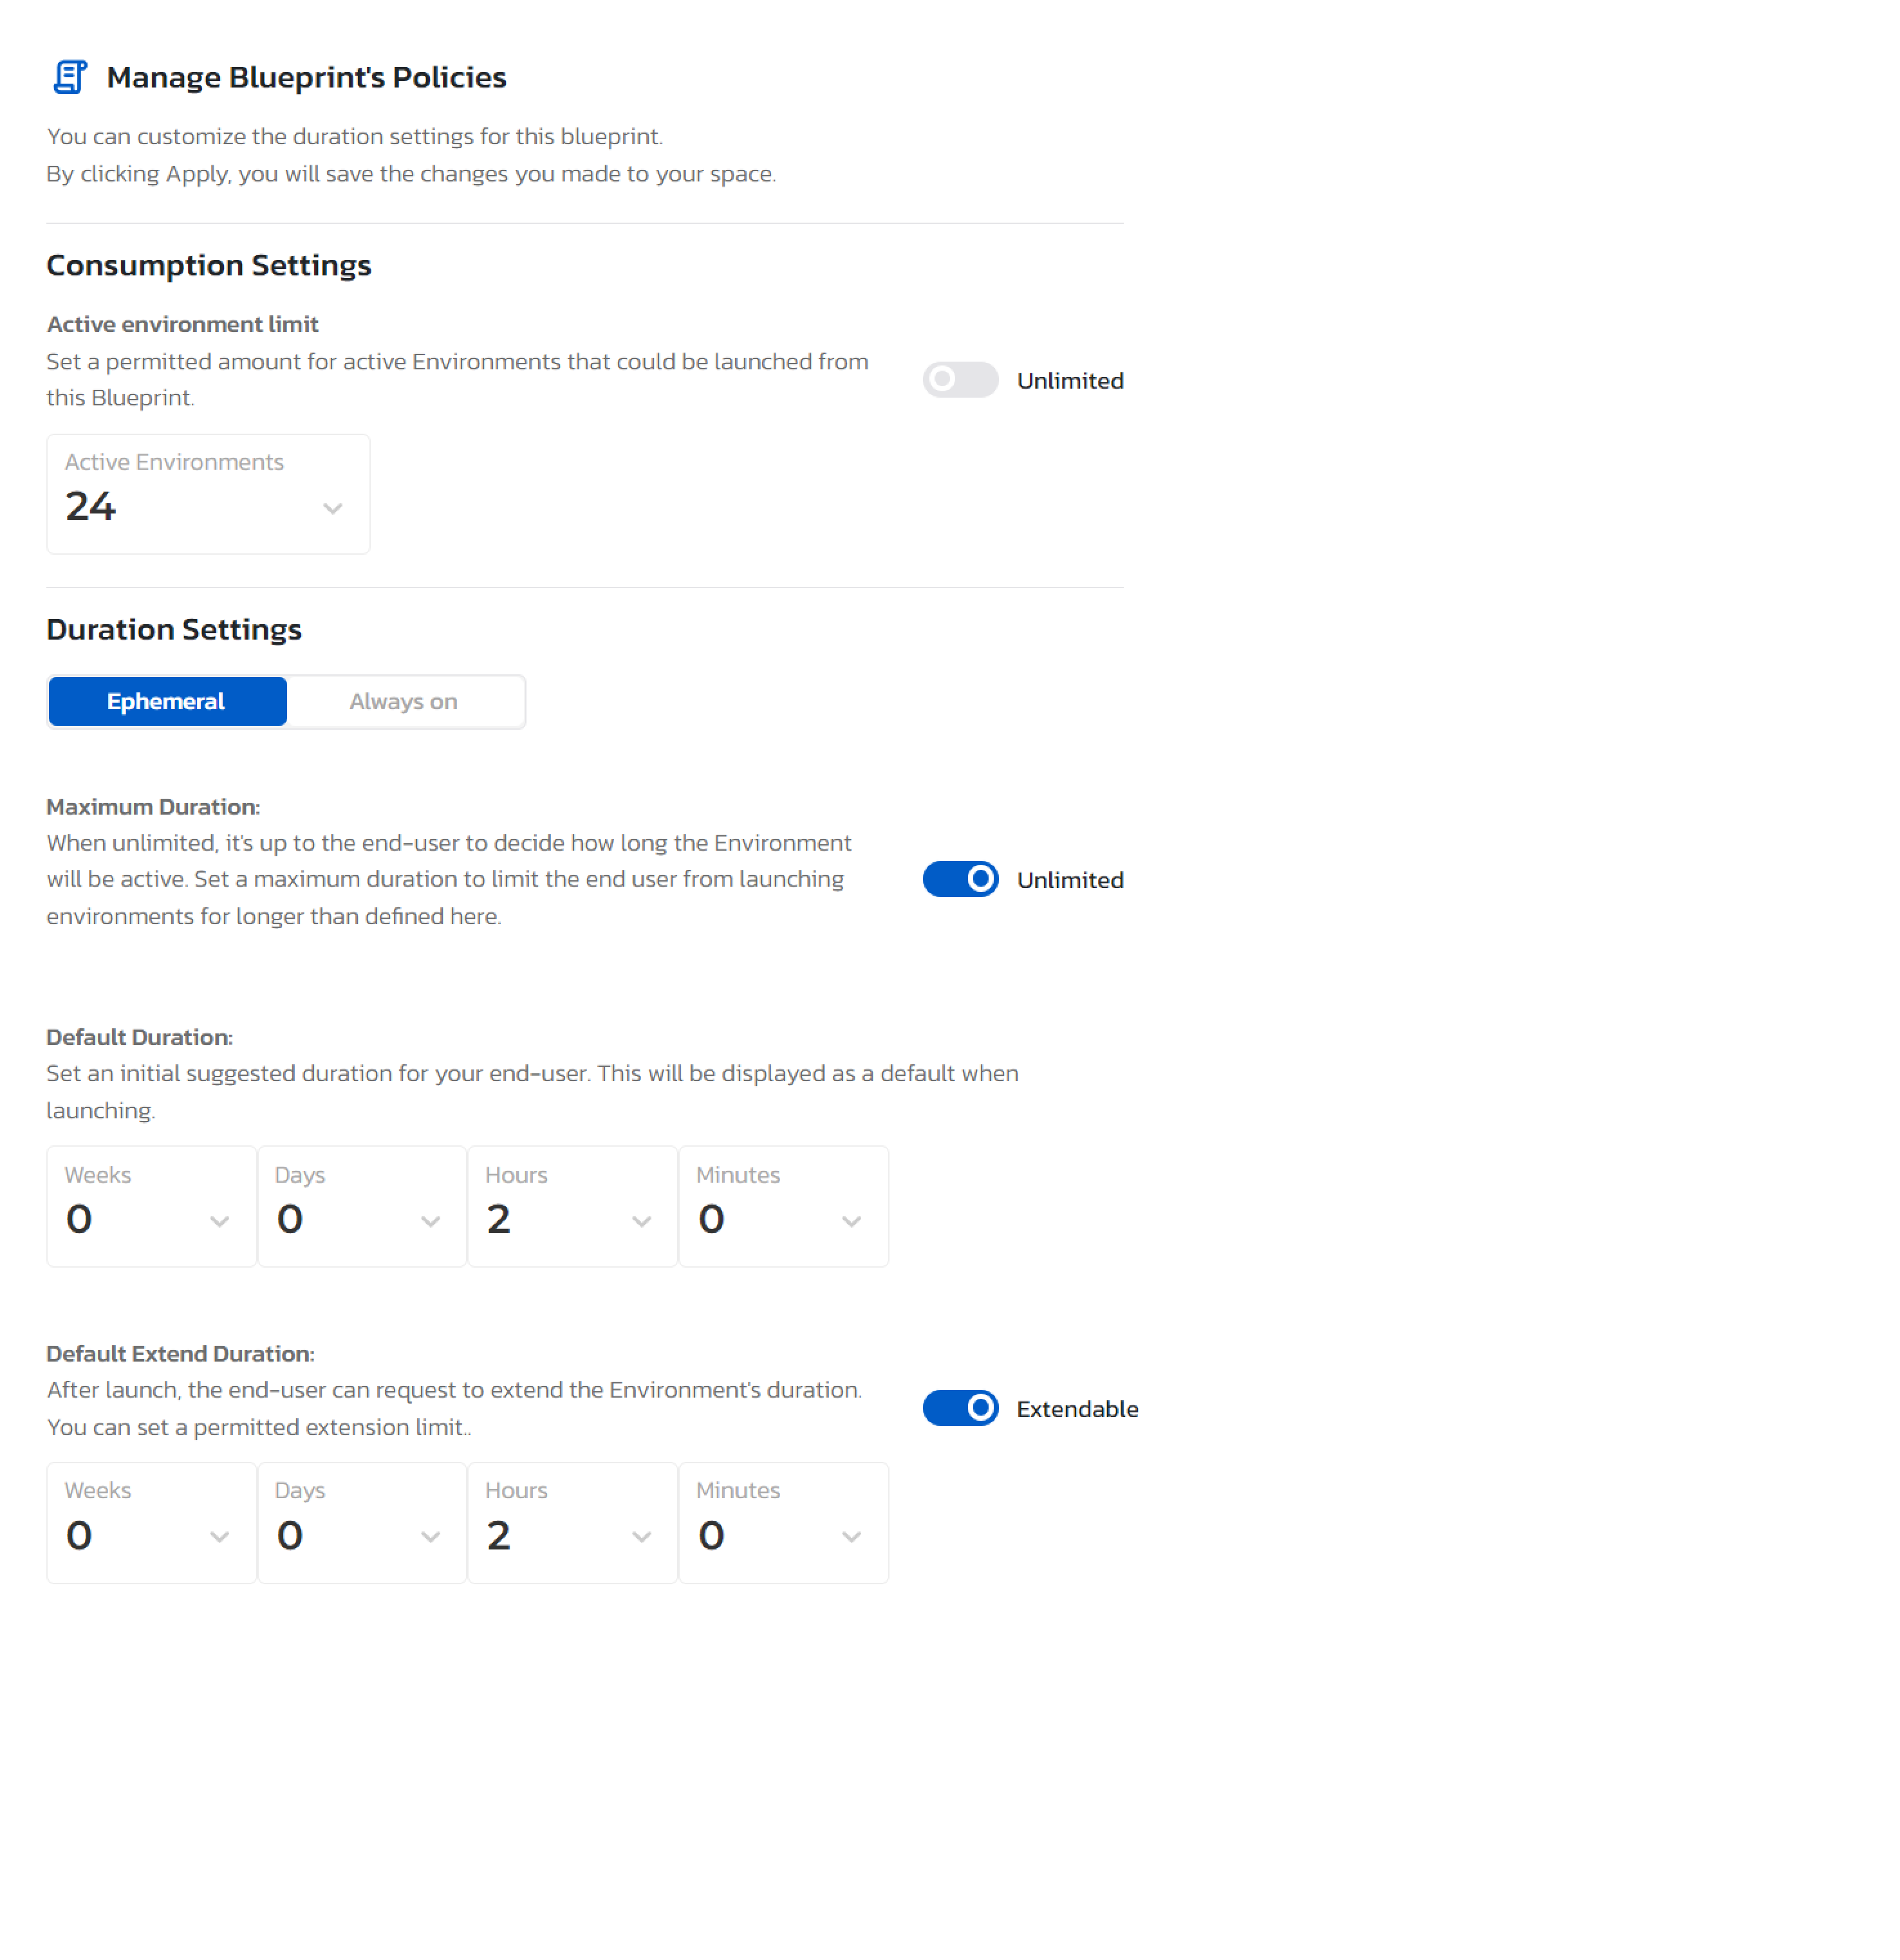 Manage Blueprint's Policies
You can customize the duration settings for this blueprint.
By clicking Apply, you will save the changes you made to your space.
Consumption Settings
Active environment limit
Set a permitted amount for active Environments that could be launched from
this Blueprint.
Unlimited
Active Environments
24
Duration Settings
Ephemeral Always on
Maximum Duration:
When unlimited, it's up to the end-user to decide how long the Environment
will be active. Set a maximum duration to limit the end user from launching
environments for longer than defined here.
Unlimited
Default Duration:
Set an initial suggested duration for your end-user. This will be displayed as a default when
launching.
Weeks Days Hours Minutes
0 0 2 0
Default Extend Duration:
After launch, the end-user can request to extend the Environment's duration.
You can set a permitted extension limit..
Extendable
Weeks Days Hours Minutes
0 0 2 0